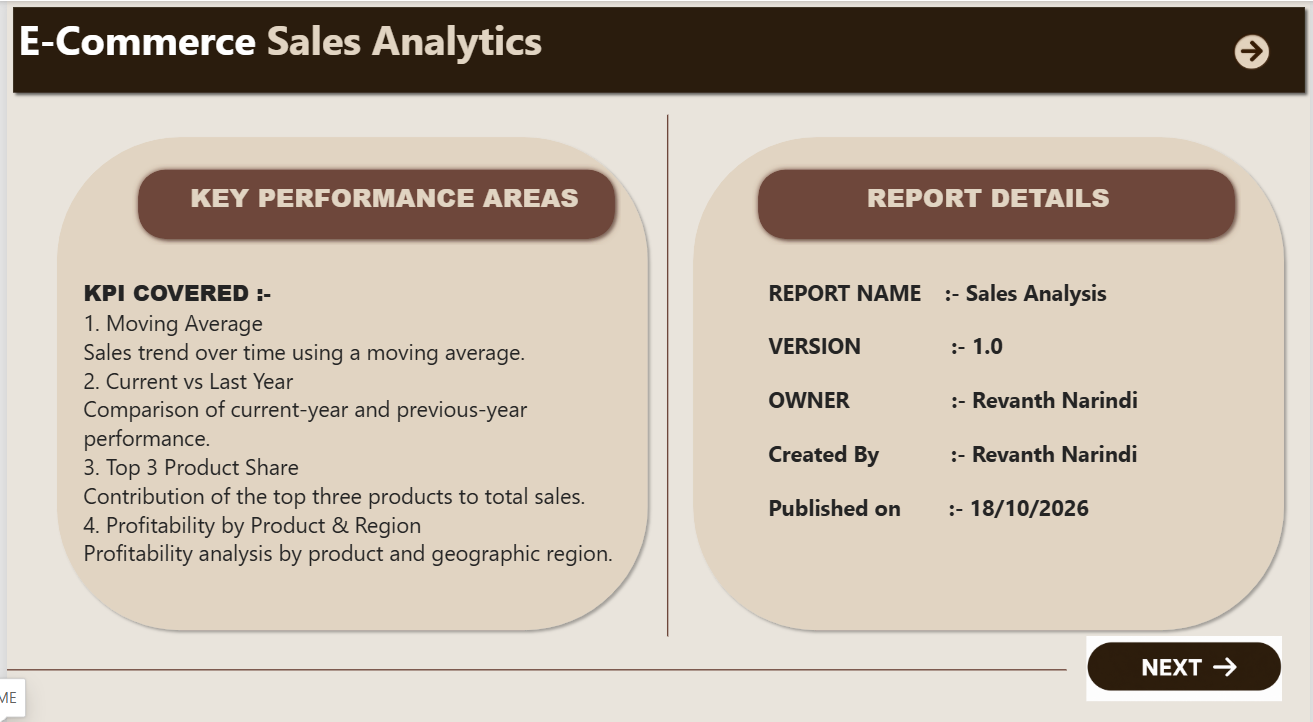 E-Commerce Sales Analytics
KEY PERFORMANCE AREAS
KPI COVERED :-
1. Moving Average
Sales trend over time using a moving average.
2. Current vs Last Year
Comparison of current-year and previous-year
performance.
3. Top 3 Product Share
Contribution of the top three products to total sales.
4. Profitability by Product & Region
Profitability analysis by product and geographic region.
REPORT DETAILS
REPORT NAME :- Sales Analysis
VERSION :- 1.0
OWNER :- Revanth Narindi
Created By :- Revanth Narindi
Published on :- 18/10/2026
NEXT →
ME